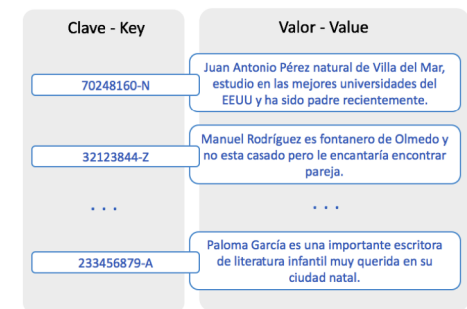 Clave - Key
Valor - Value
70248160-N
Juan Antonio Pérez natural de Villa del Mar,
estudio en las mejores universidades del
EEUU y ha sido padre recientemente.
32123844-Z
Manuel Rodríguez es fontanero de Olmedo y
no esta casado pero le encantaría encontrar
pareja.
. . .
. . .
233456879-A
Paloma García es una importante escritora
de literatura infantil muy querida en su
ciudad natal.